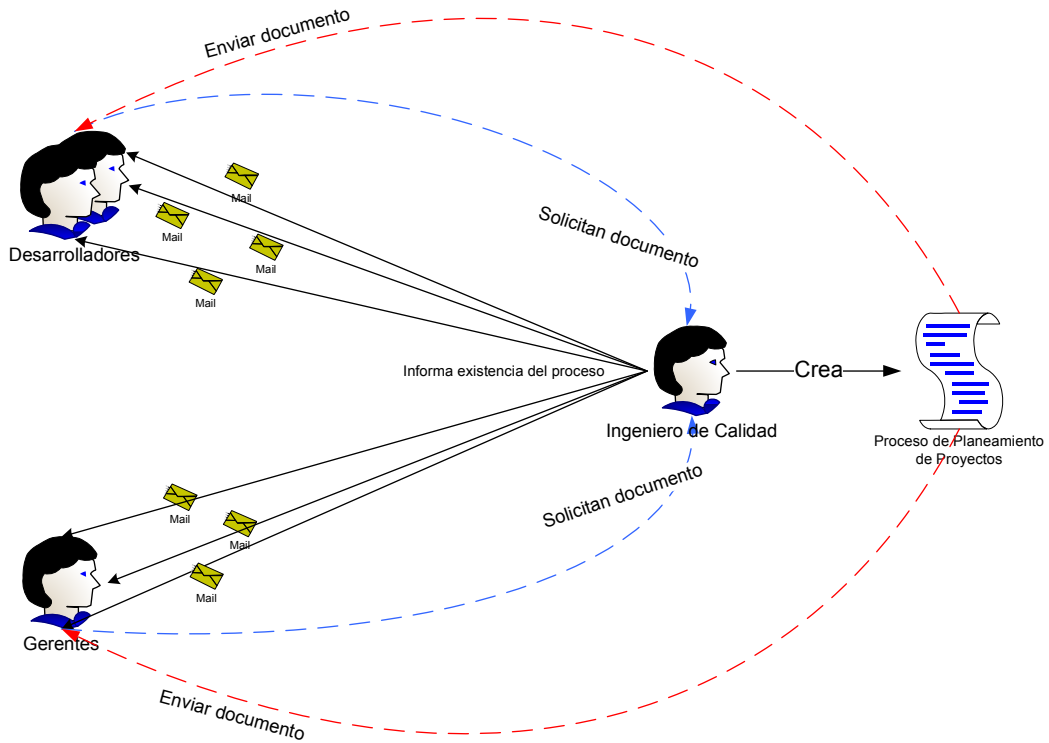 Enviar documento
Mail
Mail
Mail
Mail
Desarrolladores
Solicitan documento
Informa existencia del proceso
Crea
Ingeniero de Calidad
Proceso de Planeamiento
de Proyectos
Solicitan documento
Mail
Mail
Mail
Gerentes
Enviar documento